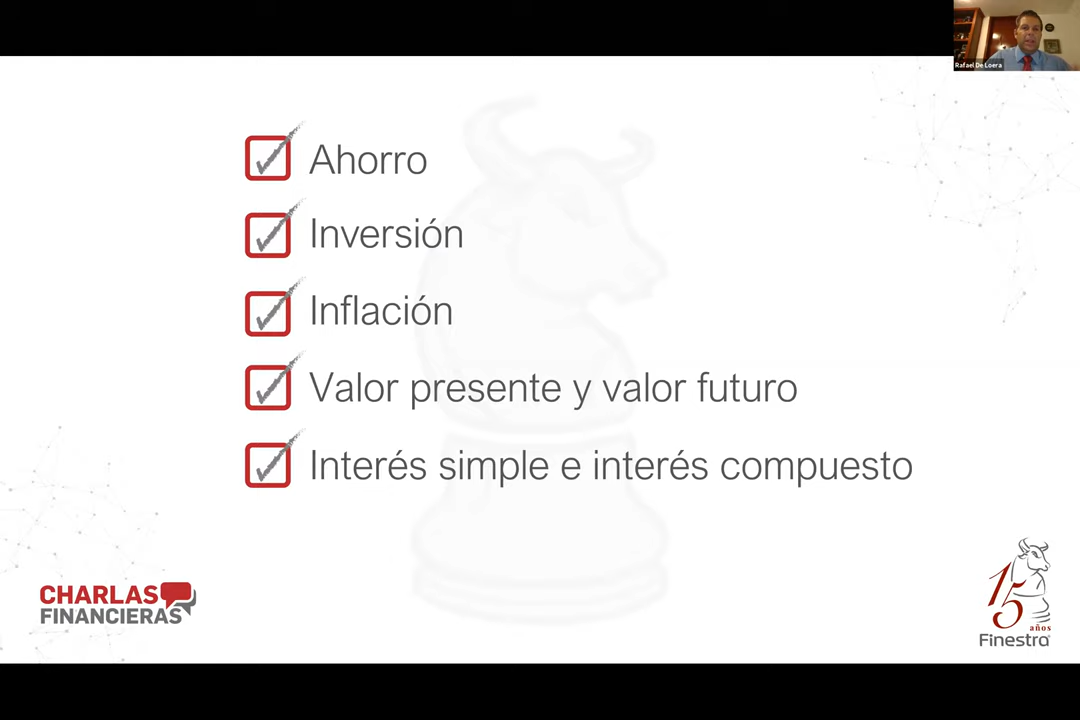 Rafael De Loera
Ahorro
Inversión
Inflación
Valor presente y valor futuro
Interés simple e interés compuesto
CHARLAS
FINANCIERAS
15
años
Finestra